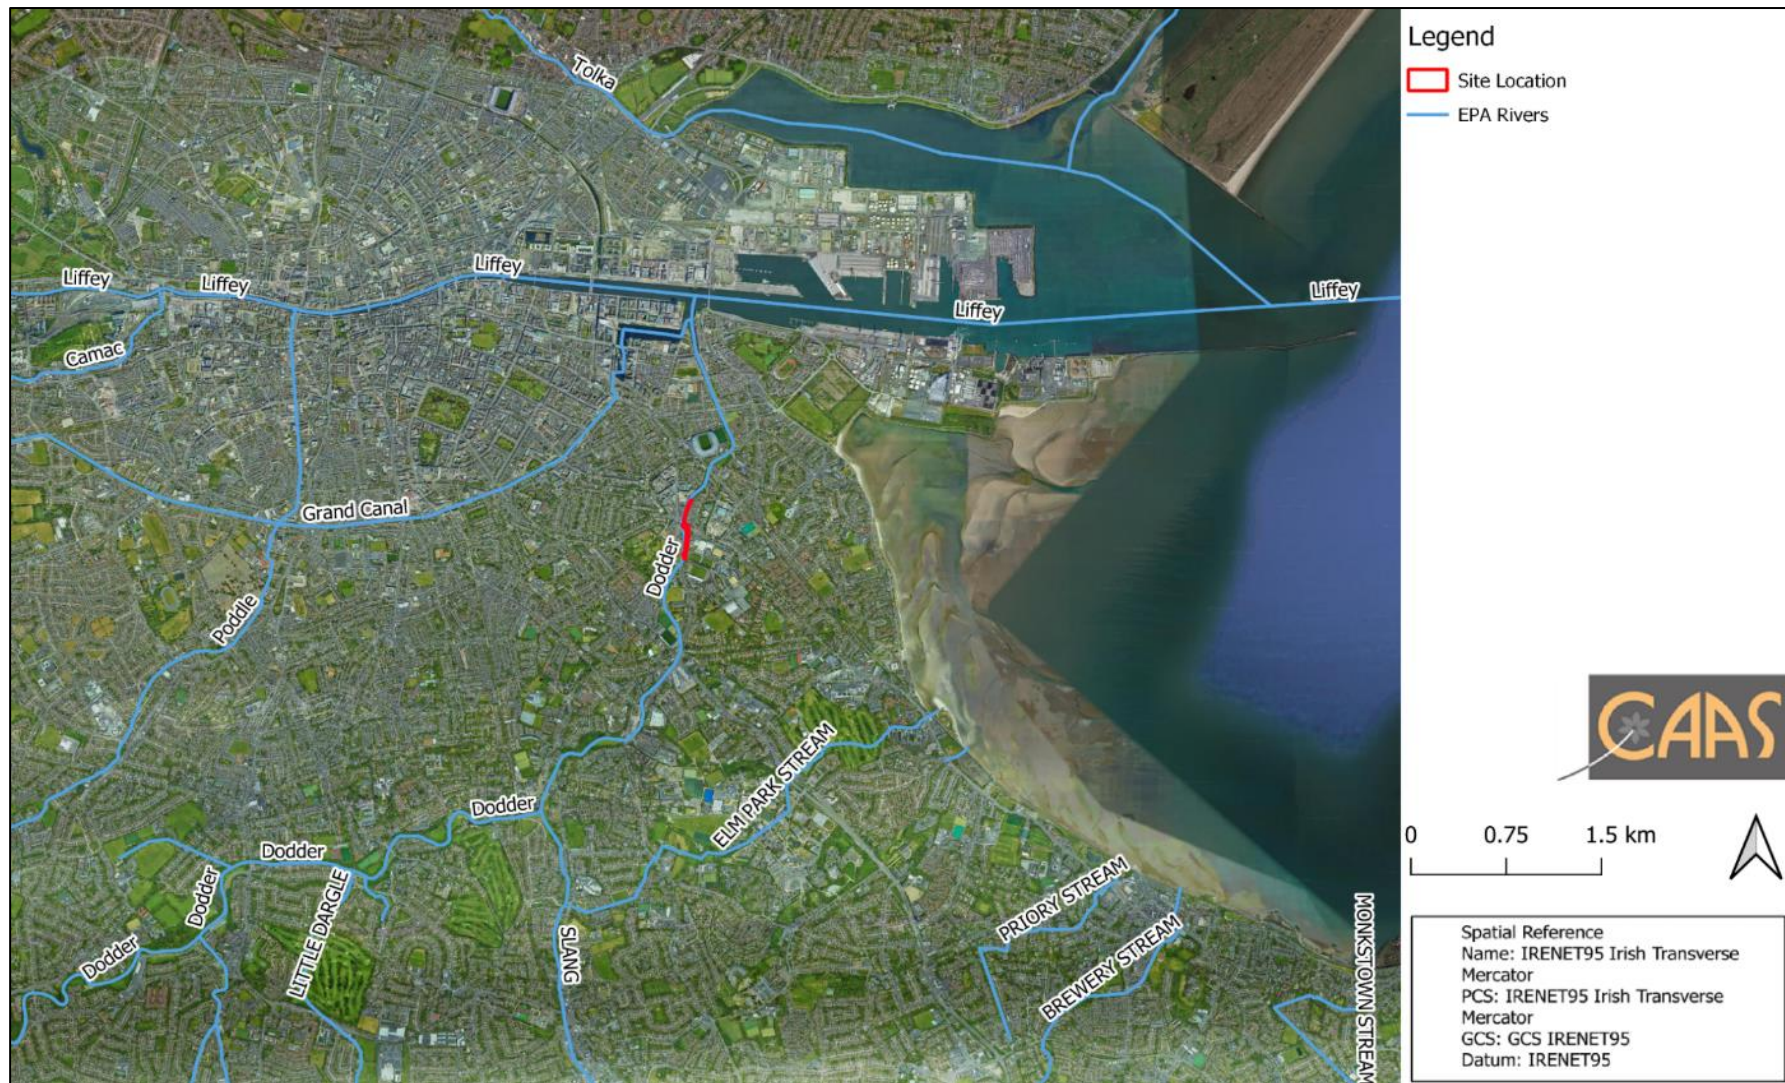 Tolka
Liffey
Liffey
Liffey
Liffey
Liffey
Camac
Grand Canal
Dodder
Poddle
ELM PARK STREAM
Dodder
Dodder
Dodder
Dodder
LITTLE DARGLE
SLANG
PRIORY STREAM
BREWERY STREAM
MONKSTOWN STREAM
Legend
Site Location
EPA Rivers
CAAS
0 0.75 1.5 km
Spatial Reference
Name: IRENET95 Irish Transverse
Mercator
PCS: IRENET95 Irish Transverse
Mercator
GCS: GCS IRENET95
Datum: IRENET95